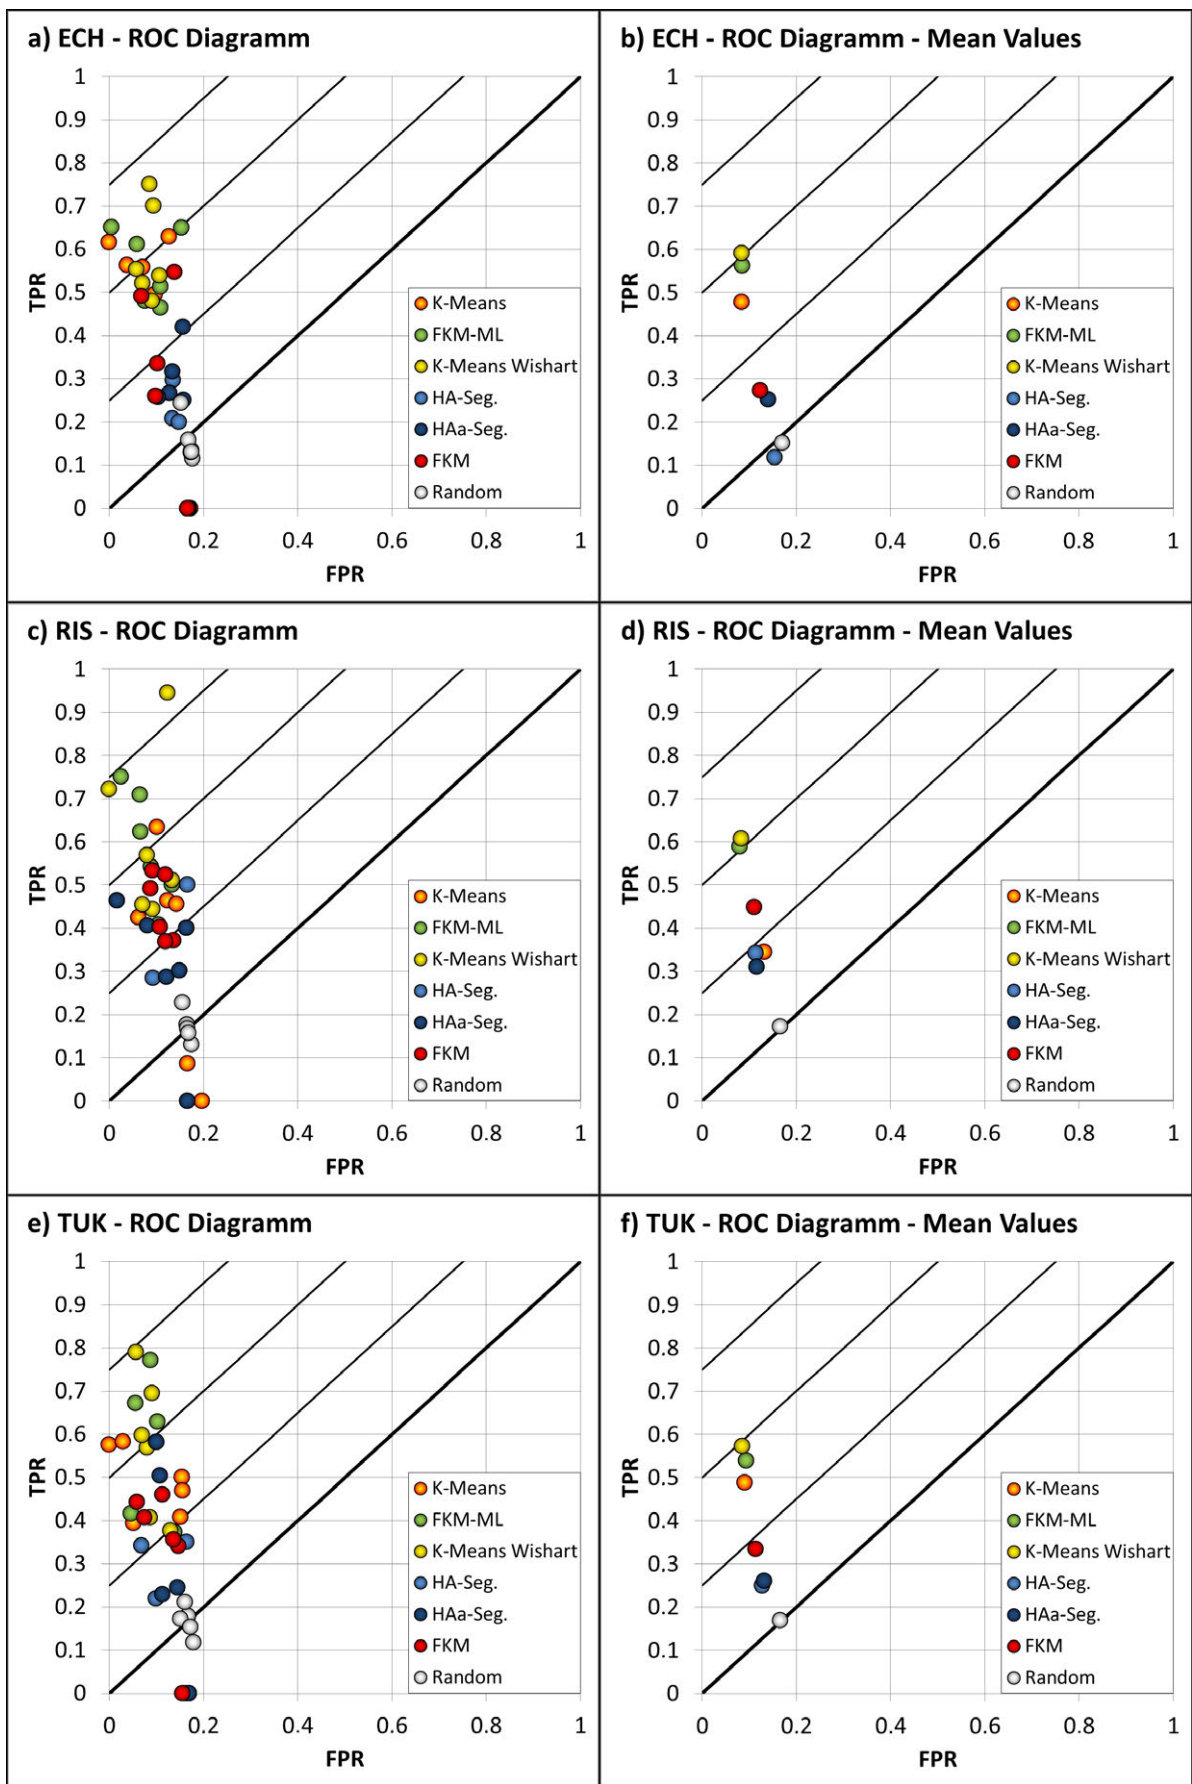 a) ECH - ROC Diagramm
1
0.9
0.8
0.7
0.6
0.5
0.4
0.3
0.2
0.1
0
TPR
0 0.2 0.4 0.6 0.8 1
FPR
K-Means
FKM-ML
K-Means Wishart
HA-Seg.
HAa-Seg.
FKM
Random
b) ECH - ROC Diagramm - Mean Values
1
0.9
0.8
0.7
0.6
0.5
0.4
0.3
0.2
0.1
0
TPR
0 0.2 0.4 0.6 0.8 1
FPR
K-Means
FKM-ML
K-Means Wishart
HA-Seg.
HAa-Seg.
FKM
Random
c) RIS - ROC Diagramm
1
0.9
0.8
0.7
0.6
0.5
0.4
0.3
0.2
0.1
0
TPR
0 0.2 0.4 0.6 0.8 1
FPR
K-Means
FKM-ML
K-Means Wishart
HA-Seg.
HAa-Seg.
FKM
Random
d) RIS - ROC Diagramm - Mean Values
1
0.9
0.8
0.7
0.6
0.5
0.4
0.3
0.2
0.1
0
TPR
0 0.2 0.4 0.6 0.8 1
FPR
K-Means
FKM-ML
K-Means Wishart
HA-Seg.
HAa-Seg.
FKM
Random
e) TUK - ROC Diagramm
1
0,9
0.8
0,7
0.6
0.5
0.4
0.3
0.2
0.1
0
TPR
0 0.2 0.4 0.6 0.8 1
FPR
K-Means
FKM-ML
K-Means Wishart
HA-Seg.
HAa-Seg.
FKM
Random
f) TUK - ROC Diagramm - Mean Values
1
0,9
0.8
0,7
0.6
0.5
0.4
0.3
0.2
0.1
0
TPR
0 0.2 0.4 0.6 0.8 1
FPR
K-Means
FKM-ML
K-Means Wishart
HA-Seg.
HAa-Seg.
FKM
Random